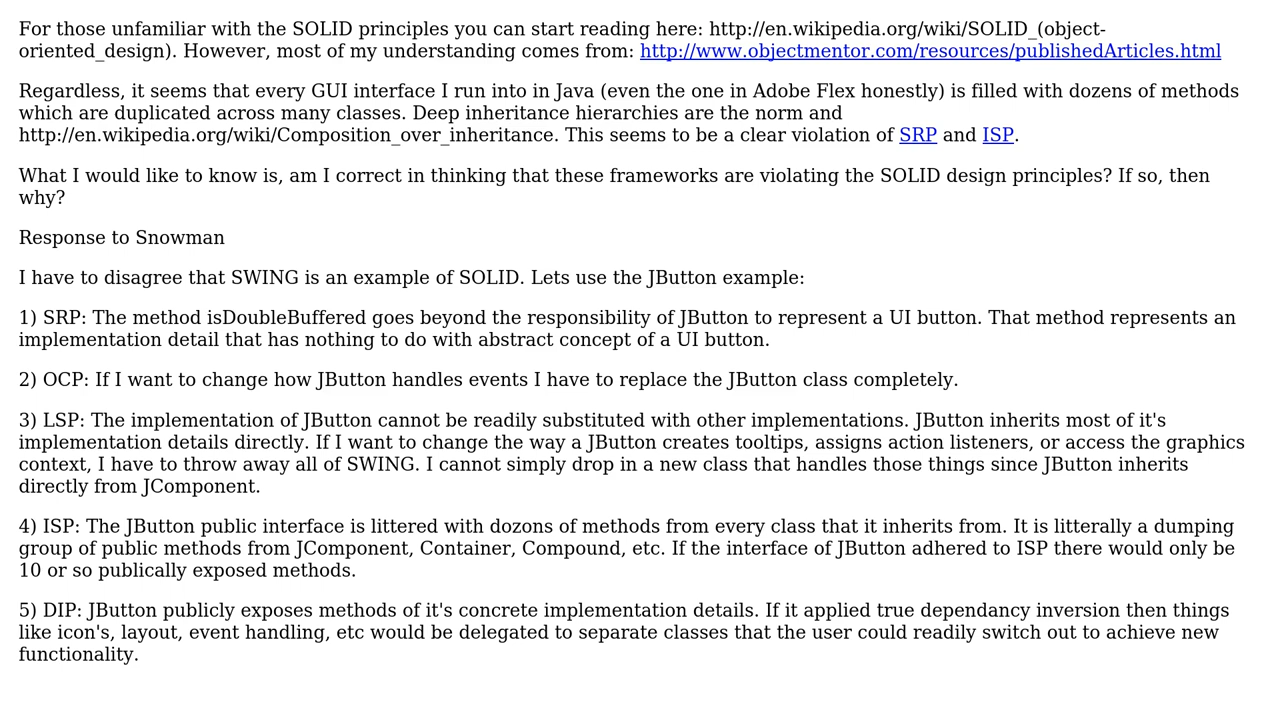 For those unfamiliar with the SOLID principles you can start reading here: http://en.wikipedia.org/wiki/SOLID_(object-
oriented_design). However, most of my understanding comes from: http://www.objectmentor.com/resources/publishedArticles.html
Regardless, it seems that every GUI interface I run into in Java (even the one in Adobe Flex honestly) is filled with dozens of methods
which are duplicated across many classes. Deep inheritance hierarchies are the norm and
http://en.wikipedia.org/wiki/Composition_over_inheritance. This seems to be a clear violation of SRP and ISP.
What I would like to know is, am I correct in thinking that these frameworks are violating the SOLID design principles? If so, then
why?
Response to Snowman
I have to disagree that SWING is an example of SOLID. Lets use the JButton example:
1) SRP: The method isDoubleBuffered goes beyond the responsibility of JButton to represent a UI button. That method represents an
implementation detail that has nothing to do with abstract concept of a UI button.
2) OCP: If I want to change how JButton handles events I have to replace the JButton class completely.
3) LSP: The implementation of JButton cannot be readily substituted with other implementations. JButton inherits most of it's
implementation details directly. If I want to change the way a JButton creates tooltips, assigns action listeners, or access the graphics
context, I have to throw away all of SWING. I cannot simply drop in a new class that handles those things since JButton inherits
directly from JComponent.
4) ISP: The JButton public interface is littered with dozons of methods from every class that it inherits from. It is litterally a dumping
group of public methods from JComponent, Container, Compound, etc. If the interface of JButton adhered to ISP there would only be
10 or so publically exposed methods.
5) DIP: JButton publicly exposes methods of it's concrete implementation details. If it applied true dependancy inversion then things
like icon's, layout, event handling, etc would be delegated to separate classes that the user could readily switch out to achieve new
functionality.